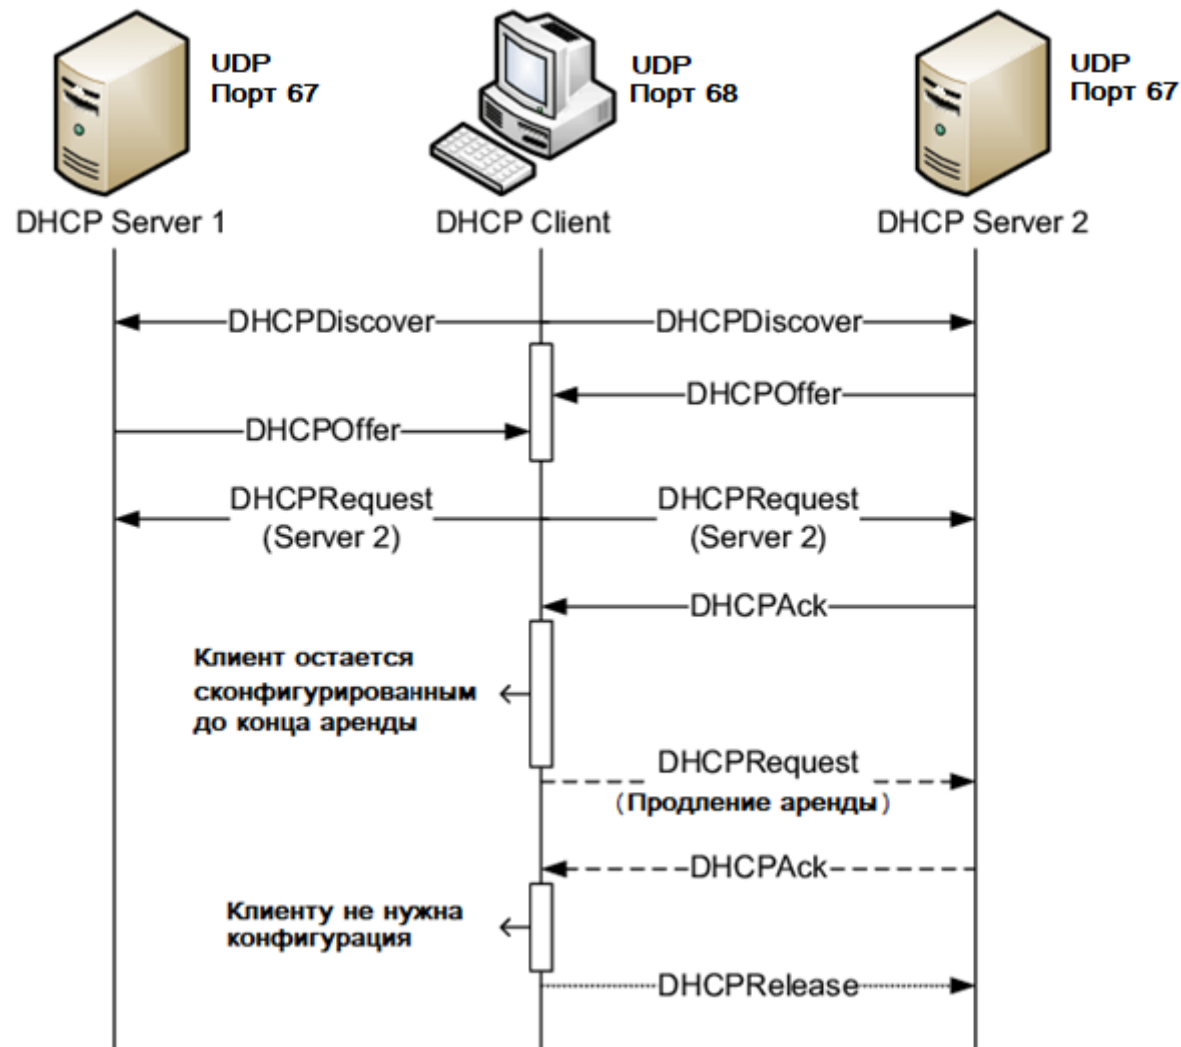 UDP
Порт 67
UDP
Порт 68
UDP
Порт 67
DHCP Server 1
DHCP Client
DHCP Server 2
DHCPDiscover
DHCPDiscover
DHCPOffer
DHCPOffer
DHCPRequest
(Server 2)
DHCPRequest
(Server 2)
DHCPAck
Клиент остается
сконфигурированным
до конца аренды
DHCPRequest
(Продление аренды)
DHCPAck
Клиенту не нужна
конфигурация
DHCPRelease